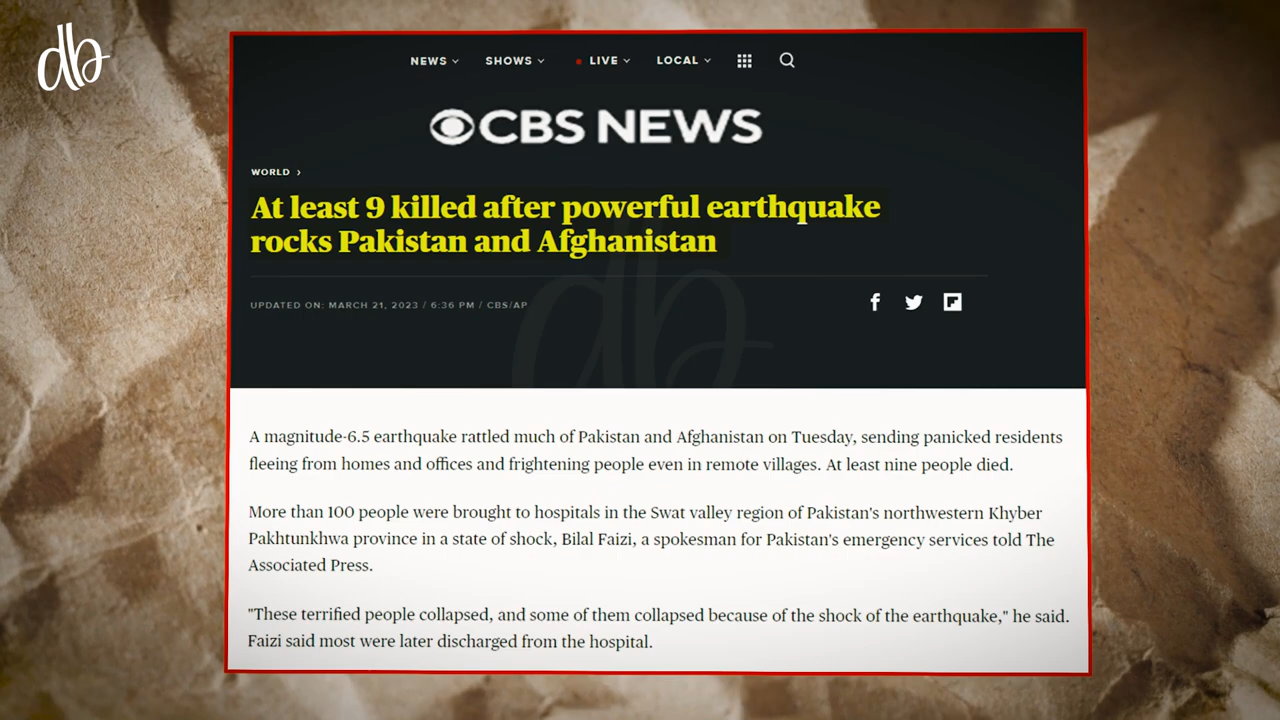 db
NEWS SHOWS LIVE LOCAL
CBS NEWS
WORLD
At least 9 killed after powerful earthquake
rocks Pakistan and Afghanistan
UPDATED ON: MARCH 21, 2023 / 6:36 PM / CBS/AP
db
A magnitude-6.5 earthquake rattled much of Pakistan and Afghanistan on Tuesday, sending panicked residents
fleeing from homes and offices and frightening people even in remote villages. At least nine people died.
More than 100 people were brought to hospitals in the Swat valley region of Pakistan's northwestern Khyber
Pakhtunkhwa province in a state of shock, Bilal Faizi, a spokesman for Pakistan's emergency services told The
Associated Press.
"These terrified people collapsed, and some of them collapsed because of the shock of the earthquake," he said.
Faizi said most were later discharged from the hospital.